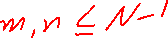 m, n ≤ N - 1